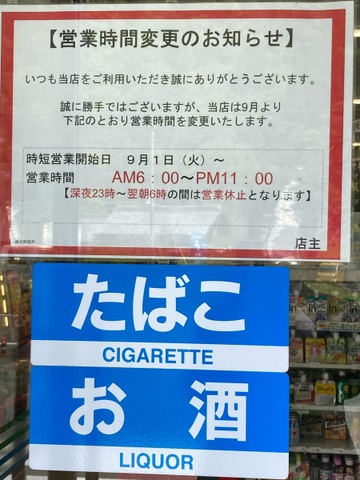 【営業時間変更のお知らせ】
いつも当店をご利用いただき誠にありがとうございます。
誠に勝手ではございますが、当店は9月より
下記のとおり営業時間を変更いたします。
時短営業開始日　９月１日（火）～
営業時間　AM6：00～PM11：00
【深夜23時～翌朝6時の間は営業休止となります】
店主
たばこ
CIGARETTE
お酒
LIQUOR